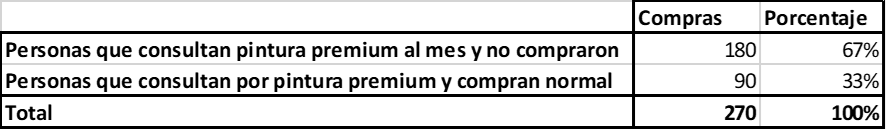 Compras Porcentaje
Personas que consultan pintura premium al mes y no compraron 180 67%
Personas que consultan por pintura premium y compran normal 90 33%
Total 270 100%